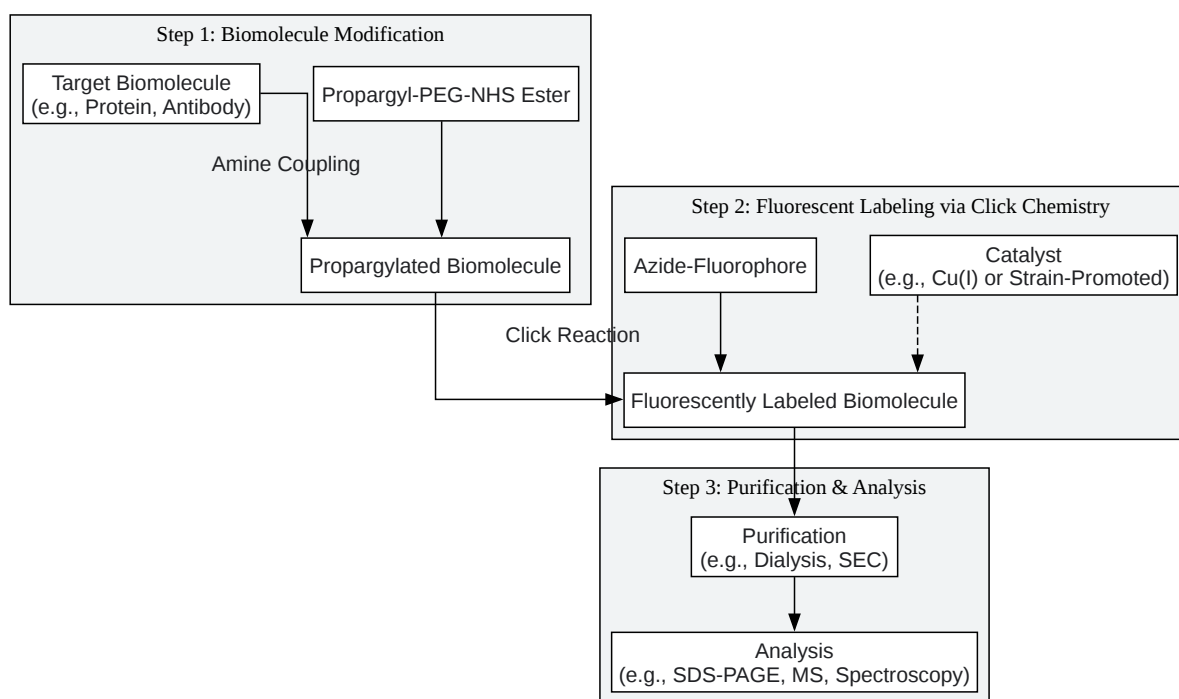 Step 1: Biomolecule Modification
Target Biomolecule
(e.g., Protein, Antibody)
Propargyl-PEG-NHS Ester
Amine Coupling
Propargylated Biomolecule
Step 2: Fluorescent Labeling via Click Chemistry
Azide-Fluorophore
Catalyst
(e.g., Cu(I) or Strain-Promoted)
Click Reaction
Fluorescently Labeled Biomolecule
Step 3: Purification & Analysis
Purification
(e.g., Dialysis, SEC)
Analysis
(e.g., SDS-PAGE, MS, Spectroscopy)